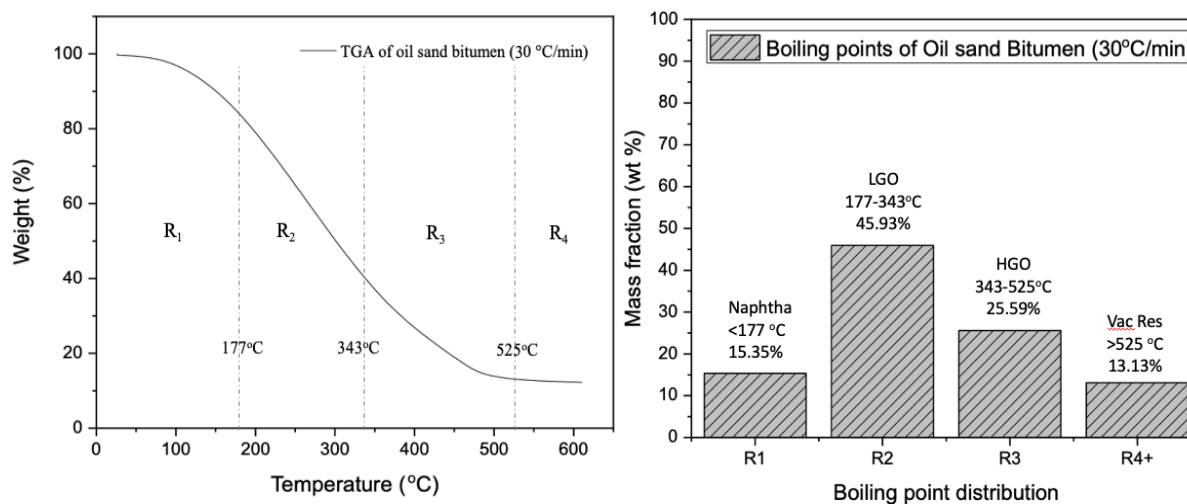 TGA of oil sand bitumen (30 °C/min)
100
80
60
40
20
0
Weight (%)
R₁
R₂
R₃
R₄
177°C
343°C
525°C
0
100
200
300
400
500
600
Temperature (°C)
Boiling points of Oil sand Bitumen (30°C/min)
100
90
80
70
60
50
40
30
20
10
0
Mass fraction (wt %)
Naphtha
<177 °C
15.35%
LGO
177-343°C
45.93%
HGO
343-525°C
25.59%
Vac Res
>525 °C
13.13%
R1
R2
R3
R4+
Boiling point distribution